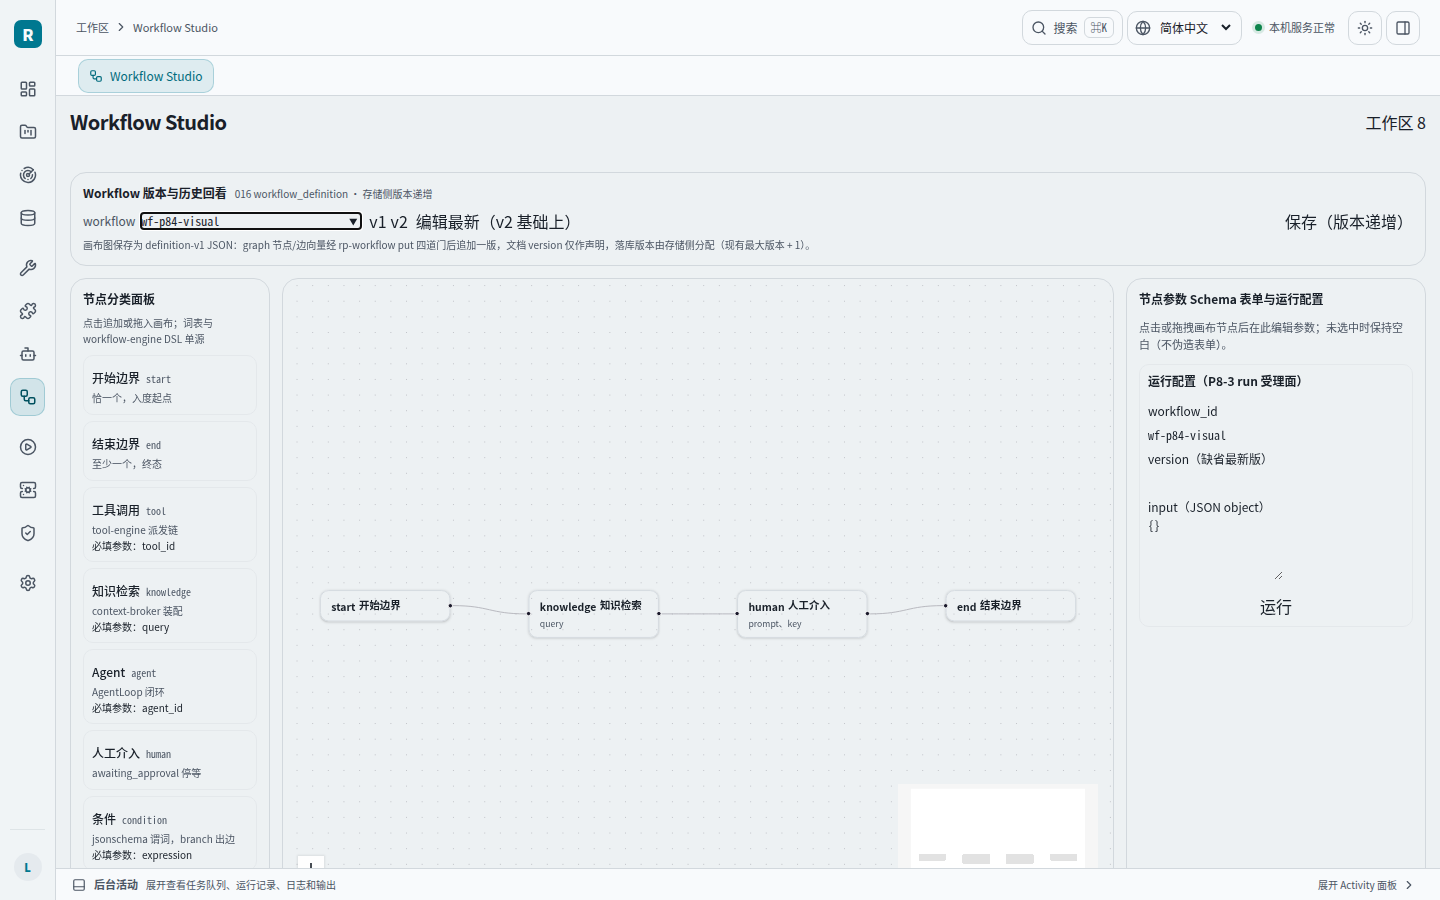 R
工作区 > Workflow Studio
搜索 ⌘K
简体中文
本机服务正常
Workflow Studio
Workflow Studio
工作区 8
Workflow 版本与历史回看 016 workflow_definition · 存储侧版本递增
workflow wf-p84-visual v1 v2 编辑最新（v2 基础上） 保存（版本递增）
画布图保存为 definition-v1 JSON：graph 节点/边向量经 rp-workflow put 四道门后追加一版，文档 version 仅作声明，落库版本由存储侧分配（现有最大版本 + 1）。
节点分类面板
点击追加或拖入画布；词表与
workflow-engine DSL 单源
开始边界 start
恰一个，入度起点
结束边界 end
至少一个，终态
工具调用 tool
tool-engine 派发链
必填参数：tool_id
知识检索 knowledge
context-broker 装配
必填参数：query
Agent agent
AgentLoop 闭环
必填参数：agent_id
人工介入 human
awaiting_approval 停等
条件 condition
jsonschema 谓词，branch 出边
必填参数：expression
start 开始边界
knowledge 知识检索
query
human 人工介入
prompt、key
end 结束边界
节点参数 Schema 表单与运行配置
点击或拖拽画布节点后在此编辑参数；未选中时保持空
白（不伪造表单）。
运行配置（P8-3 run 受理面）
workflow_id
wf-p84-visual
version（缺省最新版）
input（JSON object）
{}
运行
L
后台活动 展开查看任务队列、运行记录、日志和输出
展开 Activity 面板